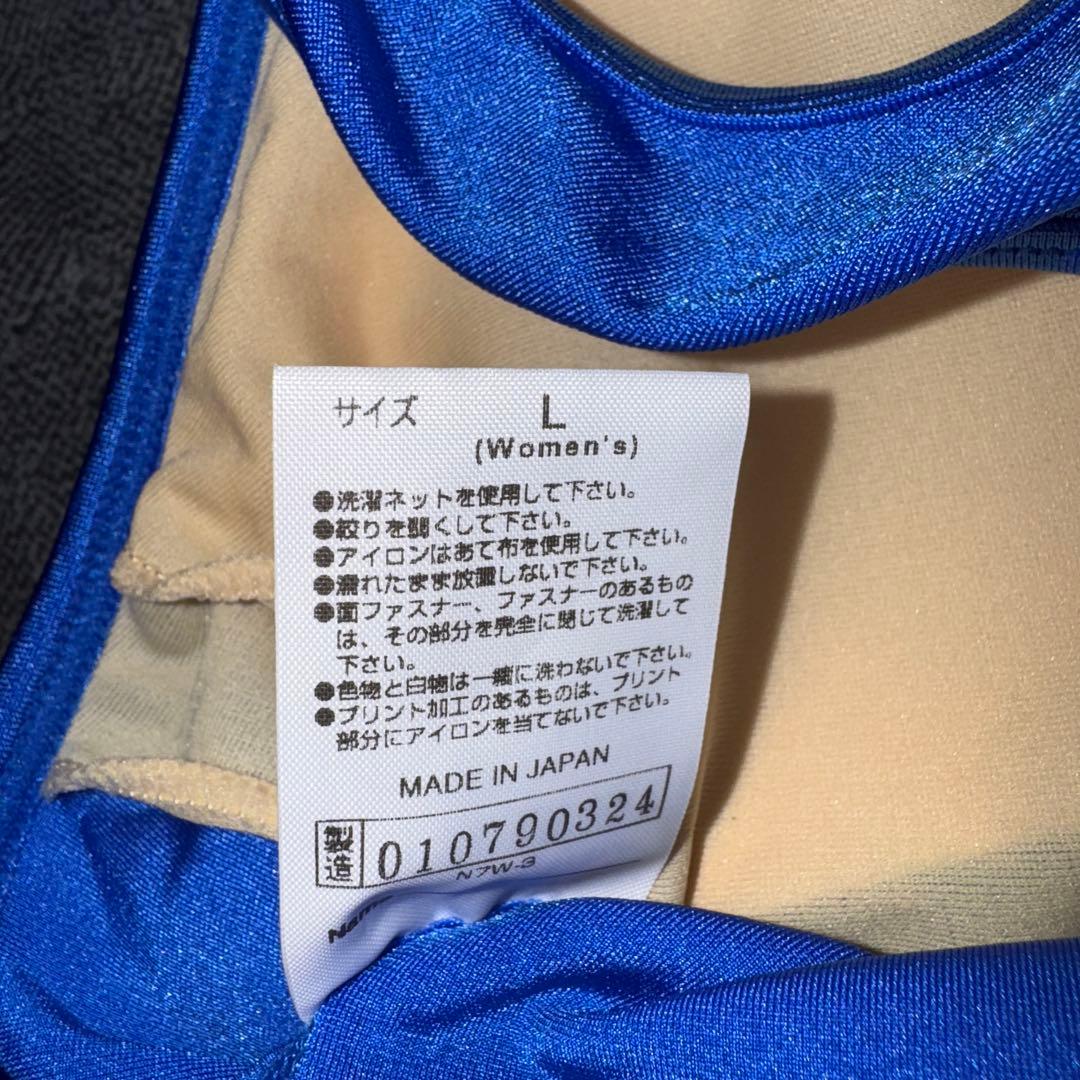 サイズ L
(Women's)
●洗濯ネットを使用して下さい。
●絞りを弱くして下さい。
●アイロンはあて布を使用して下さい。
●濡れたまま放置しないで下さい。
●面ファスナー、ファスナーのあるもの
は、その部分を完全に閉じて洗濯して
下さい。
●色物と白物は一緒に洗わないで下さい。
●プリント加工のあるものは、プリント
部分にアイロンを当てないで下さい。
MADE IN JAPAN
製造 010790324
N7W-3
Name